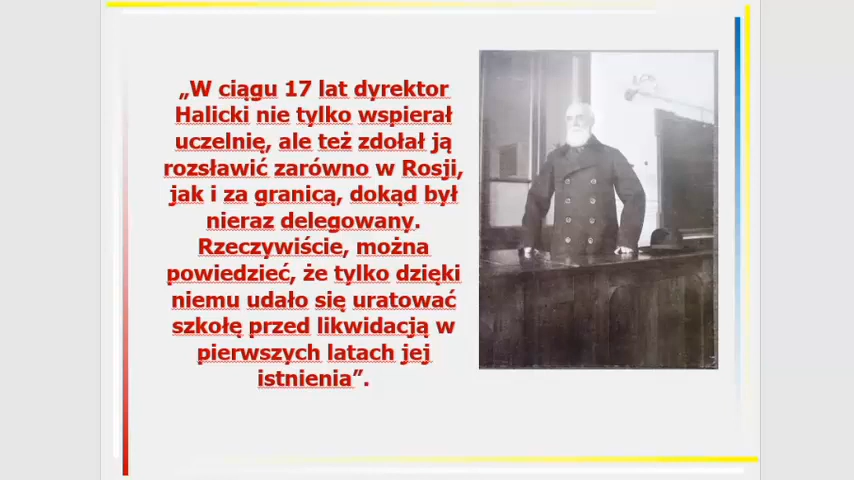 „W ciągu 17 lat dyrektor
Halicki nie tylko wspierał
uczelnię, ale też zdołał ją
rozsławić zarówno w Rosji,
jak i za granicą, dokąd był
nieraz delegowany.
Rzeczywiście, można
powiedzieć, że tylko dzięki
niemu udało się uratować
szkołę przed likwidacją w
pierwszych latach jej
istnienia”.